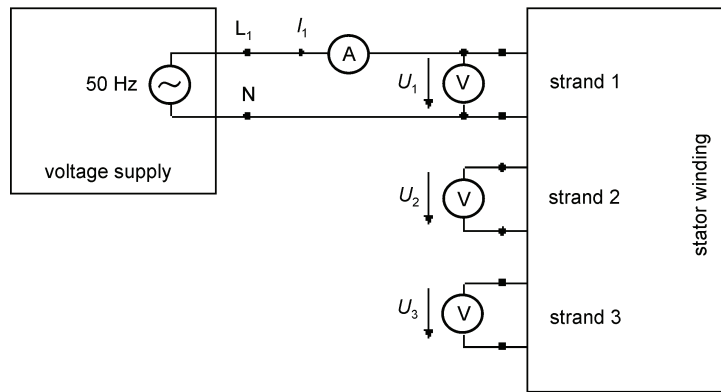 L₁ I₁ A
50 Hz
N
voltage supply
U₁ V strand 1
U₂ V strand 2
U₃ V strand 3
stator winding